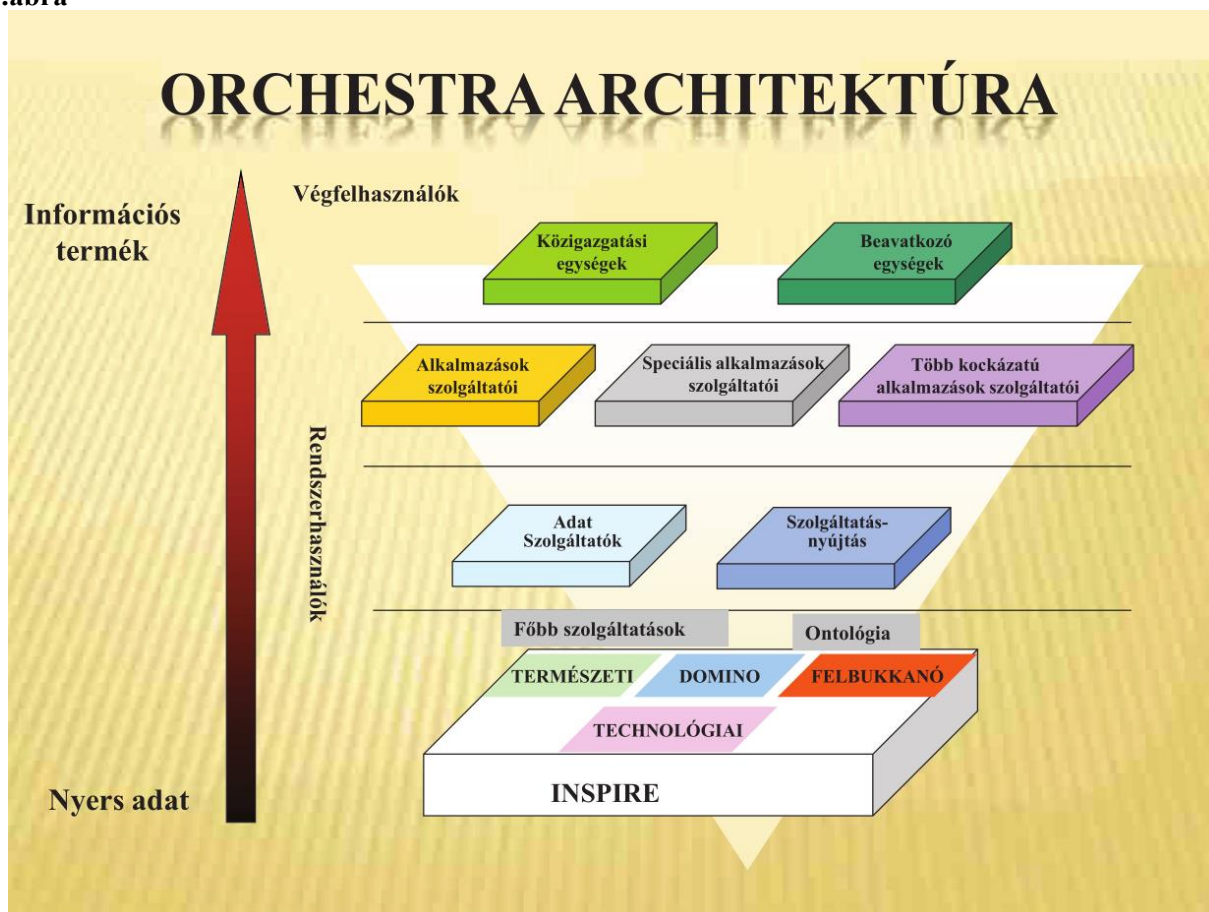 .ábra
ORCHESTRA ARCHITEKTÚRA
Végfelhasználók
Információs
termék
Közigazgatási
egységek
Beavatkozó
egységek
Alkalmazások
szolgáltatói
Speciális alkalmazások
szolgáltatói
Több kockázatú
alkalmazások szolgáltatói
Rendszerhasználók
Adat
Szolgáltatók
Szolgáltatás-
nyújtás
Főbb szolgáltatások
Ontológia
TERMÉSZETI
DOMINO
FELBUKKANÓ
TECHNOLÓGIAI
INSPIRE
Nyers adat